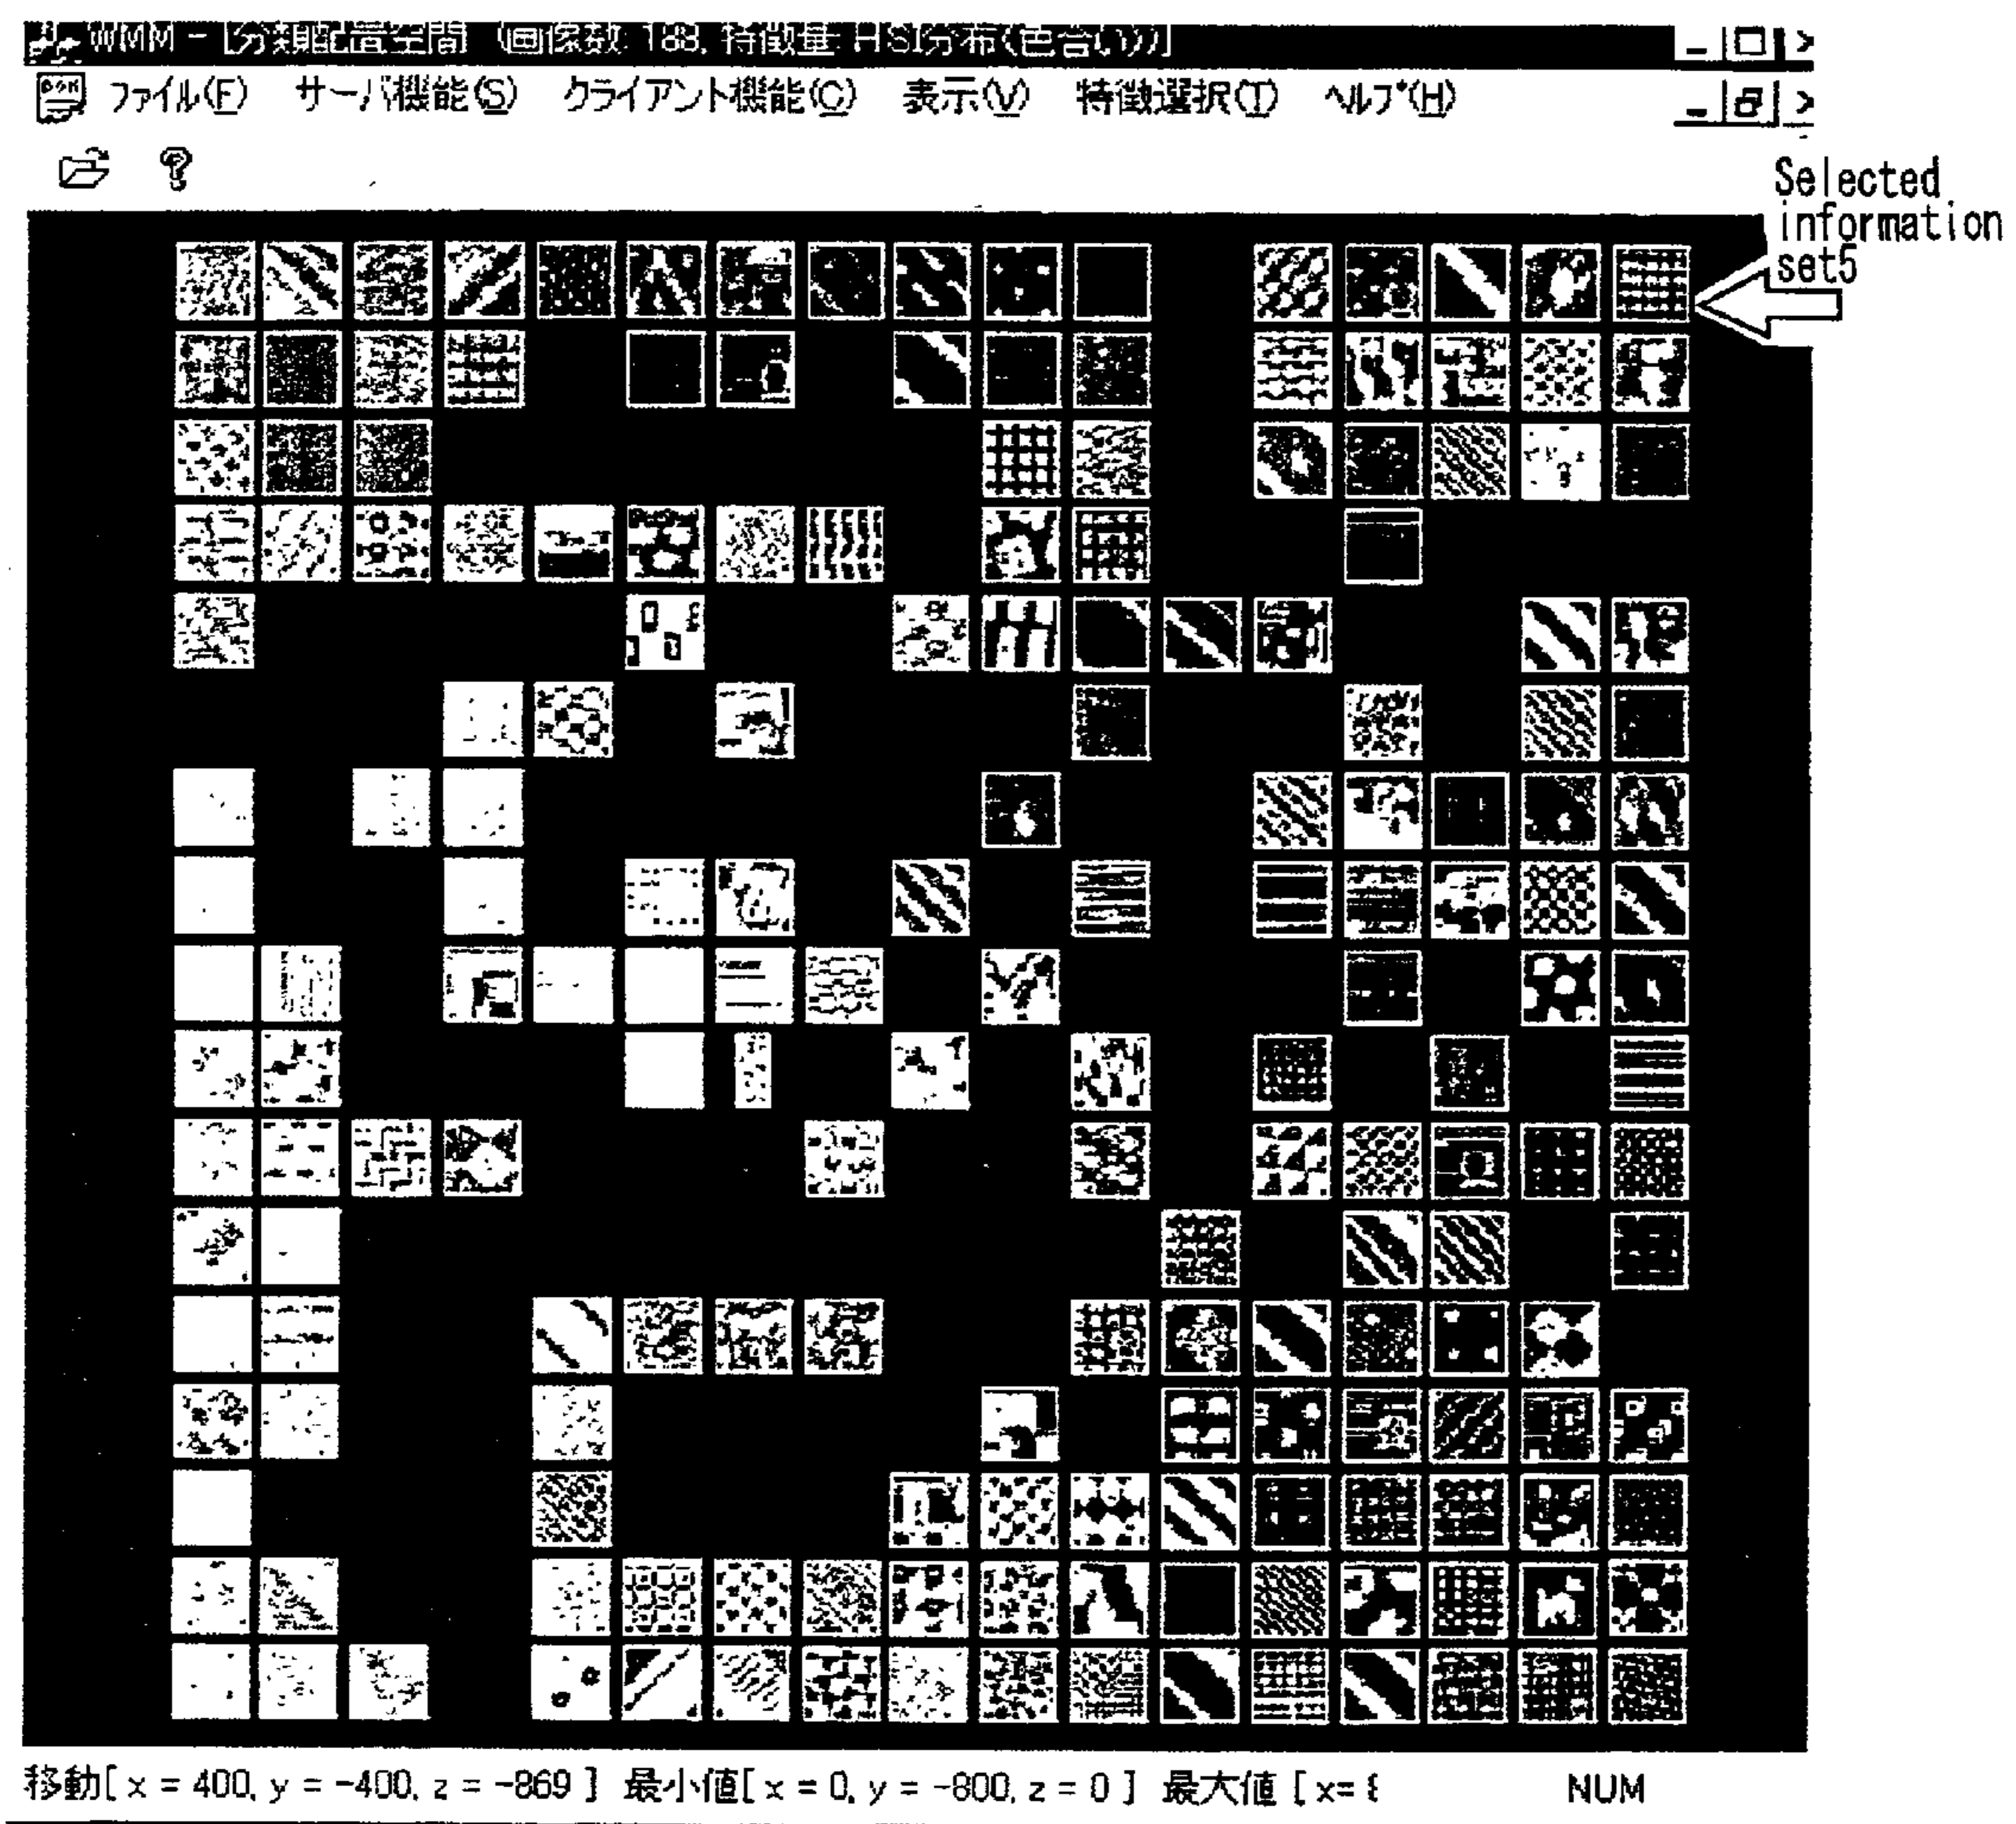 WMM - [分類配置空間 (画像数: 188, 特徴量: HSI分布(色合い))]
ファイル(F) サーバ機能(S) クライアント機能(C) 表示(V) 特徴選択(T) ヘルプ(H)
Selected
information
set5
移動[ x = 400, y = -400, z = -869 ] 最小値[ x = 0, y = -800, z = 0 ] 最大値 [ x= NUM